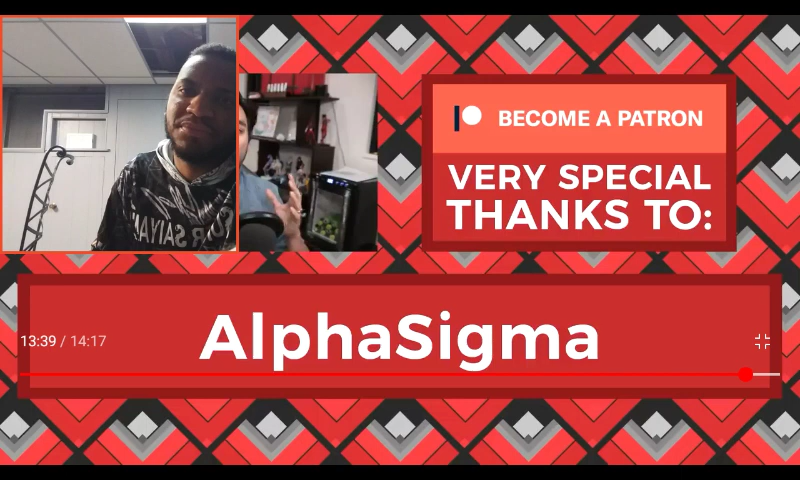 BECOME A PATRON
VERY SPECIAL
THANKS TO:
AlphaSigma
13:39 / 14:17